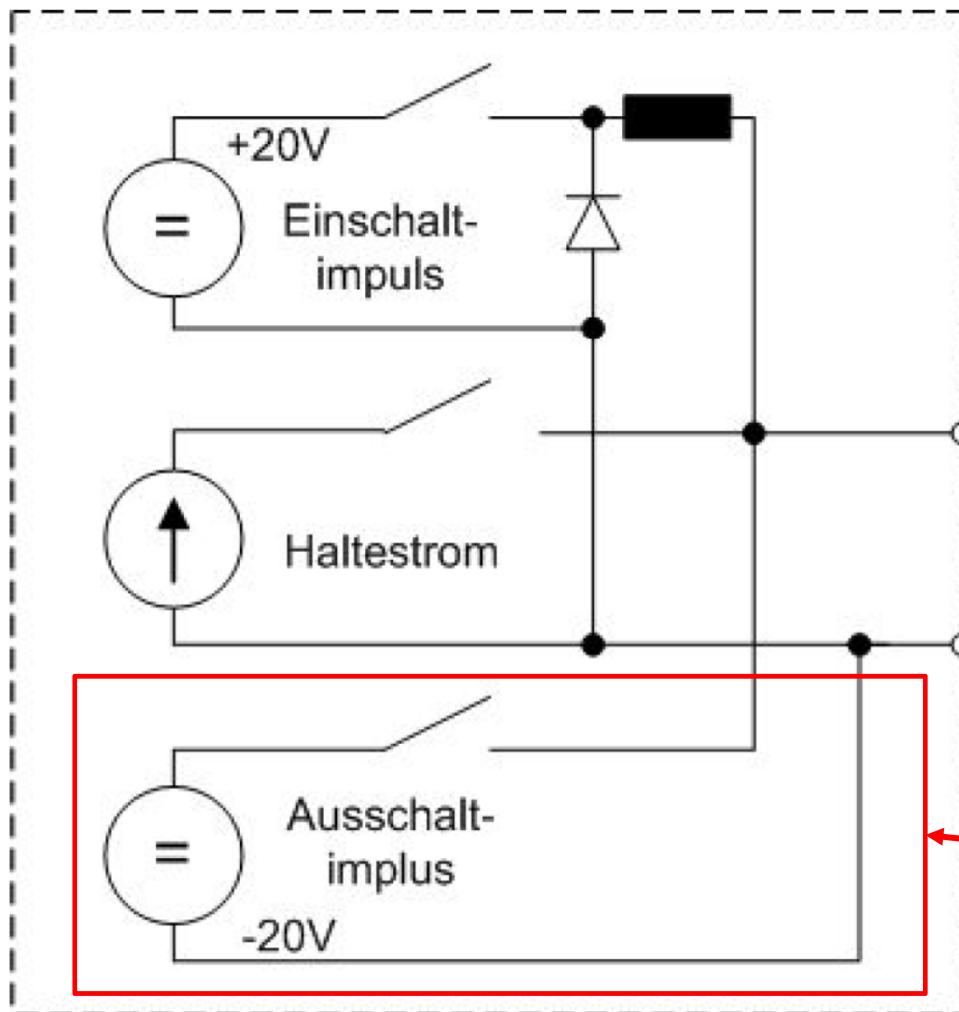 +20V
=
Einschalt-
impuls
Haltestrom
=
Ausschalt-
implus
-20V